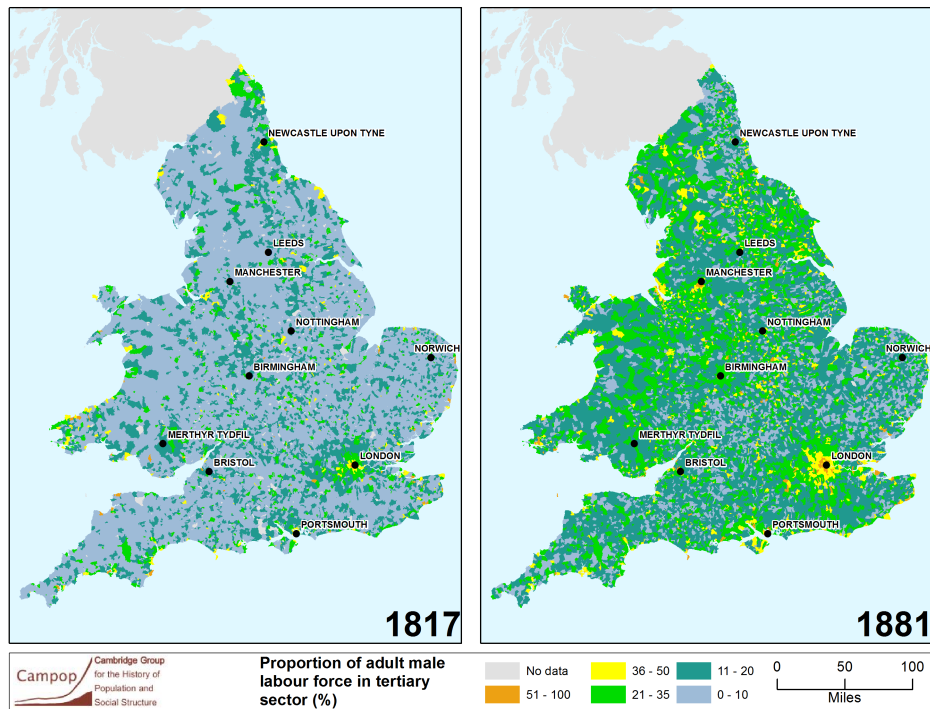 NEWCASTLE UPON TYNE
LEEDS
MANCHESTER
NOTTINGHAM
NORWICH
BIRMINGHAM
MERTHYR TYDFIL
BRISTOL
LONDON
PORTSMOUTH
1817
NEWCASTLE UPON TYNE
LEEDS
MANCHESTER
NOTTINGHAM
NORWICH
BIRMINGHAM
MERTHYR TYDFIL
BRISTOL
LONDON
PORTSMOUTH
1881
Campop
Cambridge Group
for the History of
Population and
Social Structure
Proportion of adult male
labour force in tertiary
sector (%)
No data
51 - 100
36 - 50
21 - 35
11 - 20
0 - 10
0 50 100
Miles